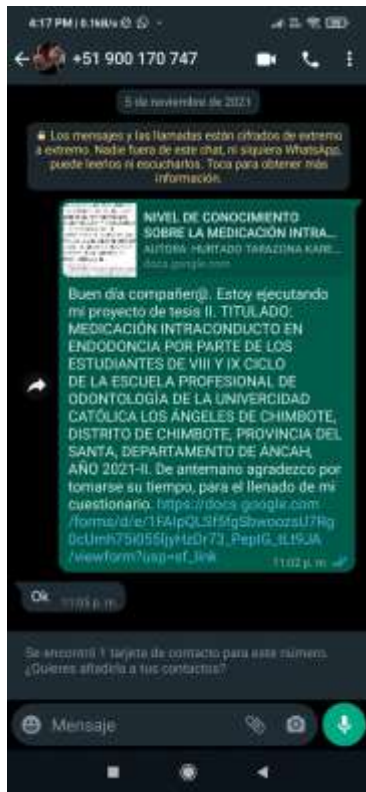 4:17 PM | 0.1kB/s
+51 900 170 747
5 de noviembre de 2021
Los mensajes y las llamadas están cifrados de extremo
a extremo. Nadie fuera de este chat, ni siquiera WhatsApp,
puede leerlos ni escucharlos. Toca para obtener más
información.
NIVEL DE CONOCIMIENTO
SOBRE LA MEDICACIÓN INTRA...
AUTORA: HURTADO TARAZONA KARE...
docs.google.com
Buen día compañer@. Estoy ejecutando
mi proyecto de tesis II. TITULADO:
MEDICACIÓN INTRACONDUCTO EN
ENDODONCIA POR PARTE DE LOS
ESTUDIANTES DE VIII Y IX CICLO
DE LA ESCUELA PROFESIONAL DE
ODONTOLOGÍA DE LA UNIVERCIDAD
CATÓLICA LOS ÁNGELES DE CHIMBOTE,
DISTRITO DE CHIMBOTE, PROVINCIA DEL
SANTA, DEPARTAMENTO DE ÁNCAH,
AÑO 2021-II. De antemano agradezco por
tomarse su tiempo, para el llenado de mi
cuestionario. https://docs.google.com
/viewform?usp=sf_link
11:02 p. m.
Ok 11:05 p. m.
Se encontró 1 tarjeta de contacto para este número.
¿Quieres añadirla a tus contactos?
Mensaje